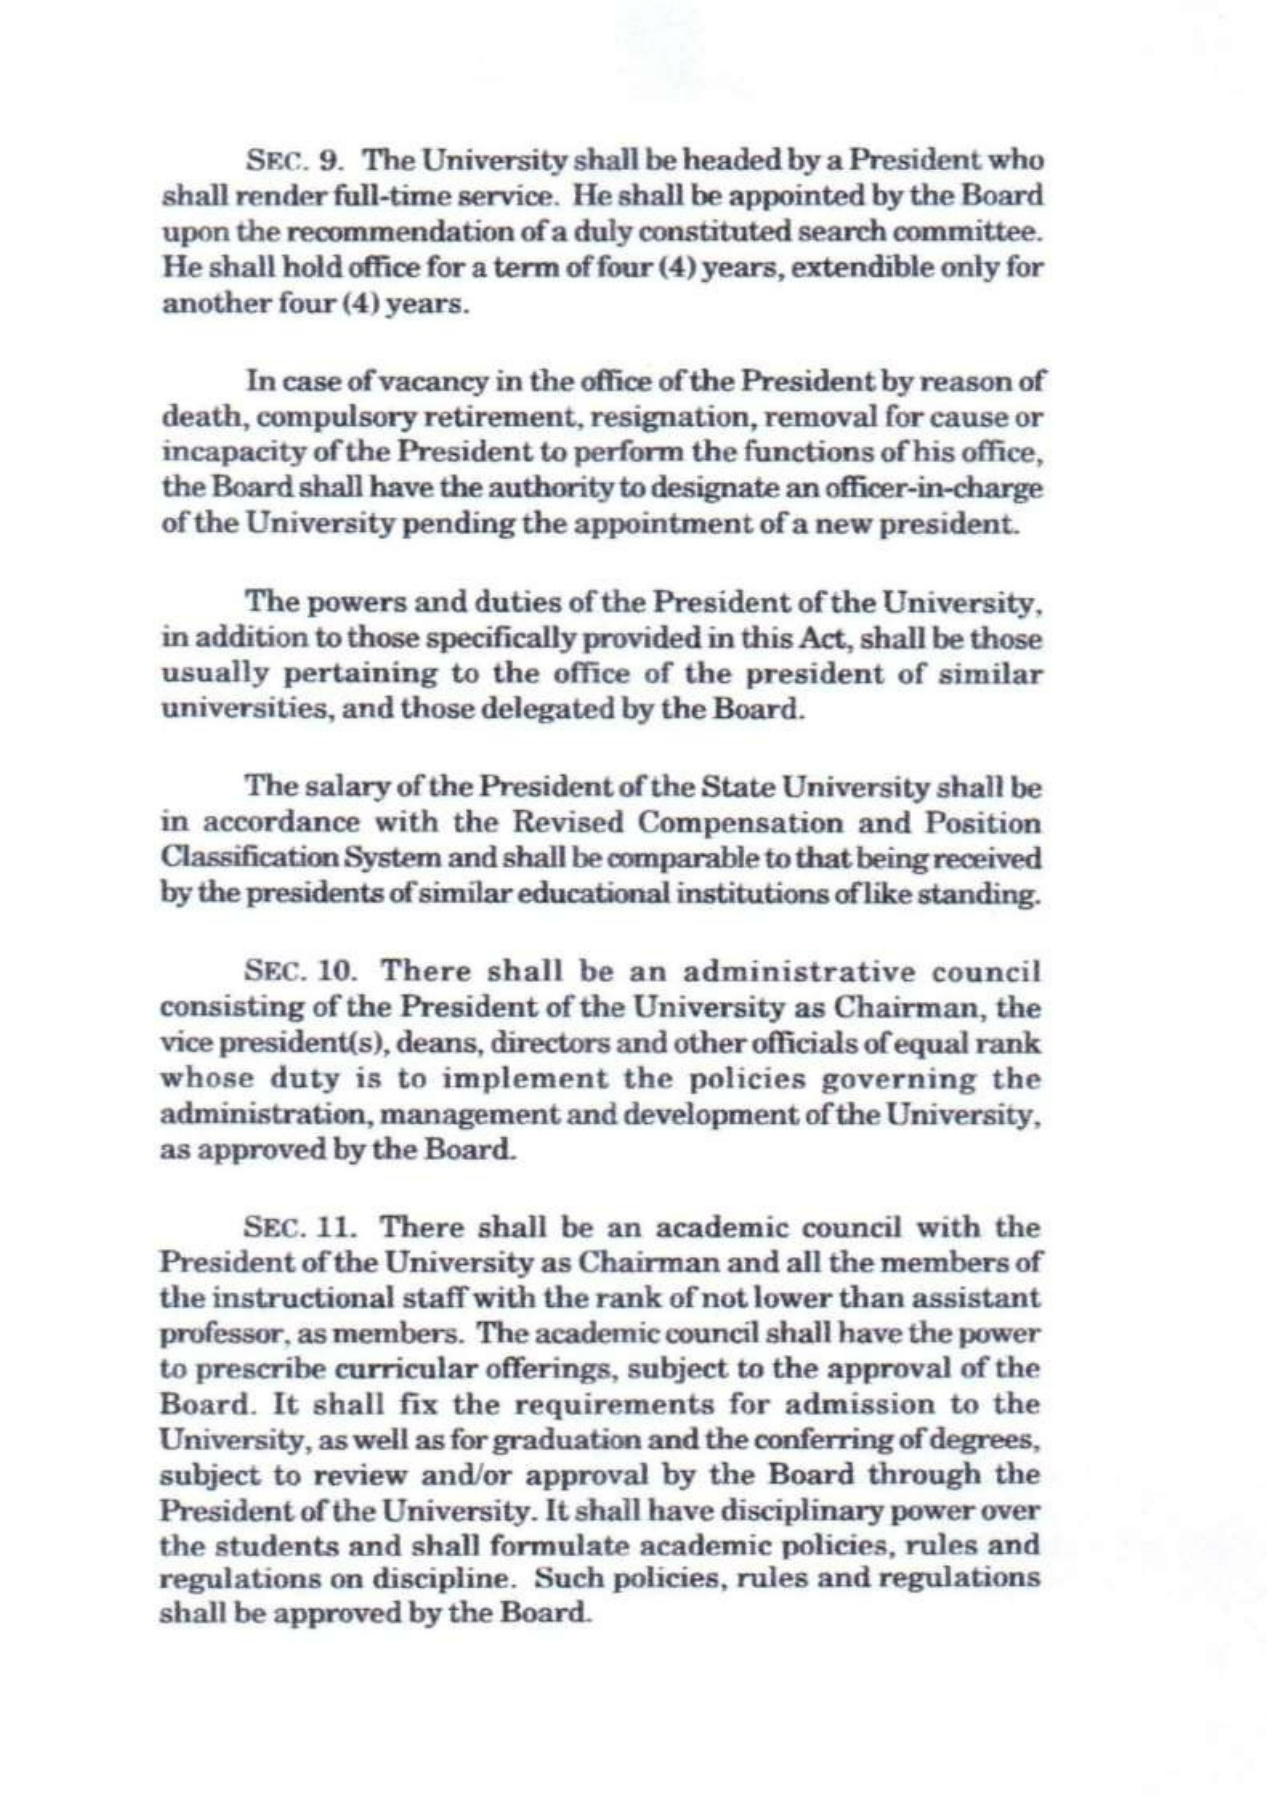 SEC. 9. The University shall be headed by a President who
shall render full-time service. He shall be appointed by the Board
upon the recommendation of a duly constituted search committee.
He shall hold office for a term of four (4) years, extendible only for
another four (4) years.
In case of vacancy in the office of the President by reason of
death, compulsory retirement, resignation, removal for cause or
incapacity of the President to perform the functions of his office,
the Board shall have the authority to designate an officer-in-charge
of the University pending the appointment of a new president.
The powers and duties of the President of the University,
in addition to those specifically provided in this Act, shall be those
usually pertaining to the office of the president of similar
universities, and those delegated by the Board.
The salary of the President of the State University shall be
in accordance with the Revised Compensation and Position
Classification System and shall be comparable to that being received
by the presidents of similar educational institutions of like standing.
SEC. 10. There shall be an administrative council
consisting of the President of the University as Chairman, the
vice president(s), deans, directors and other officials of equal rank
whose duty is to implement the policies governing the
administration, management and development of the University,
as approved by the Board.
SEC. 11. There shall be an academic council with the
President of the University as Chairman and all the members of
the instructional staff with the rank of not lower than assistant
professor, as members. The academic council shall have the power
to prescribe curricular offerings, subject to the approval of the
Board. It shall fix the requirements for admission to the
University, as well as for graduation and the conferring of degrees,
subject to review and/or approval by the Board through the
President of the University. It shall have disciplinary power over
the students and shall formulate academic policies, rules and
regulations on discipline. Such policies, rules and regulations
shall be approved by the Board.